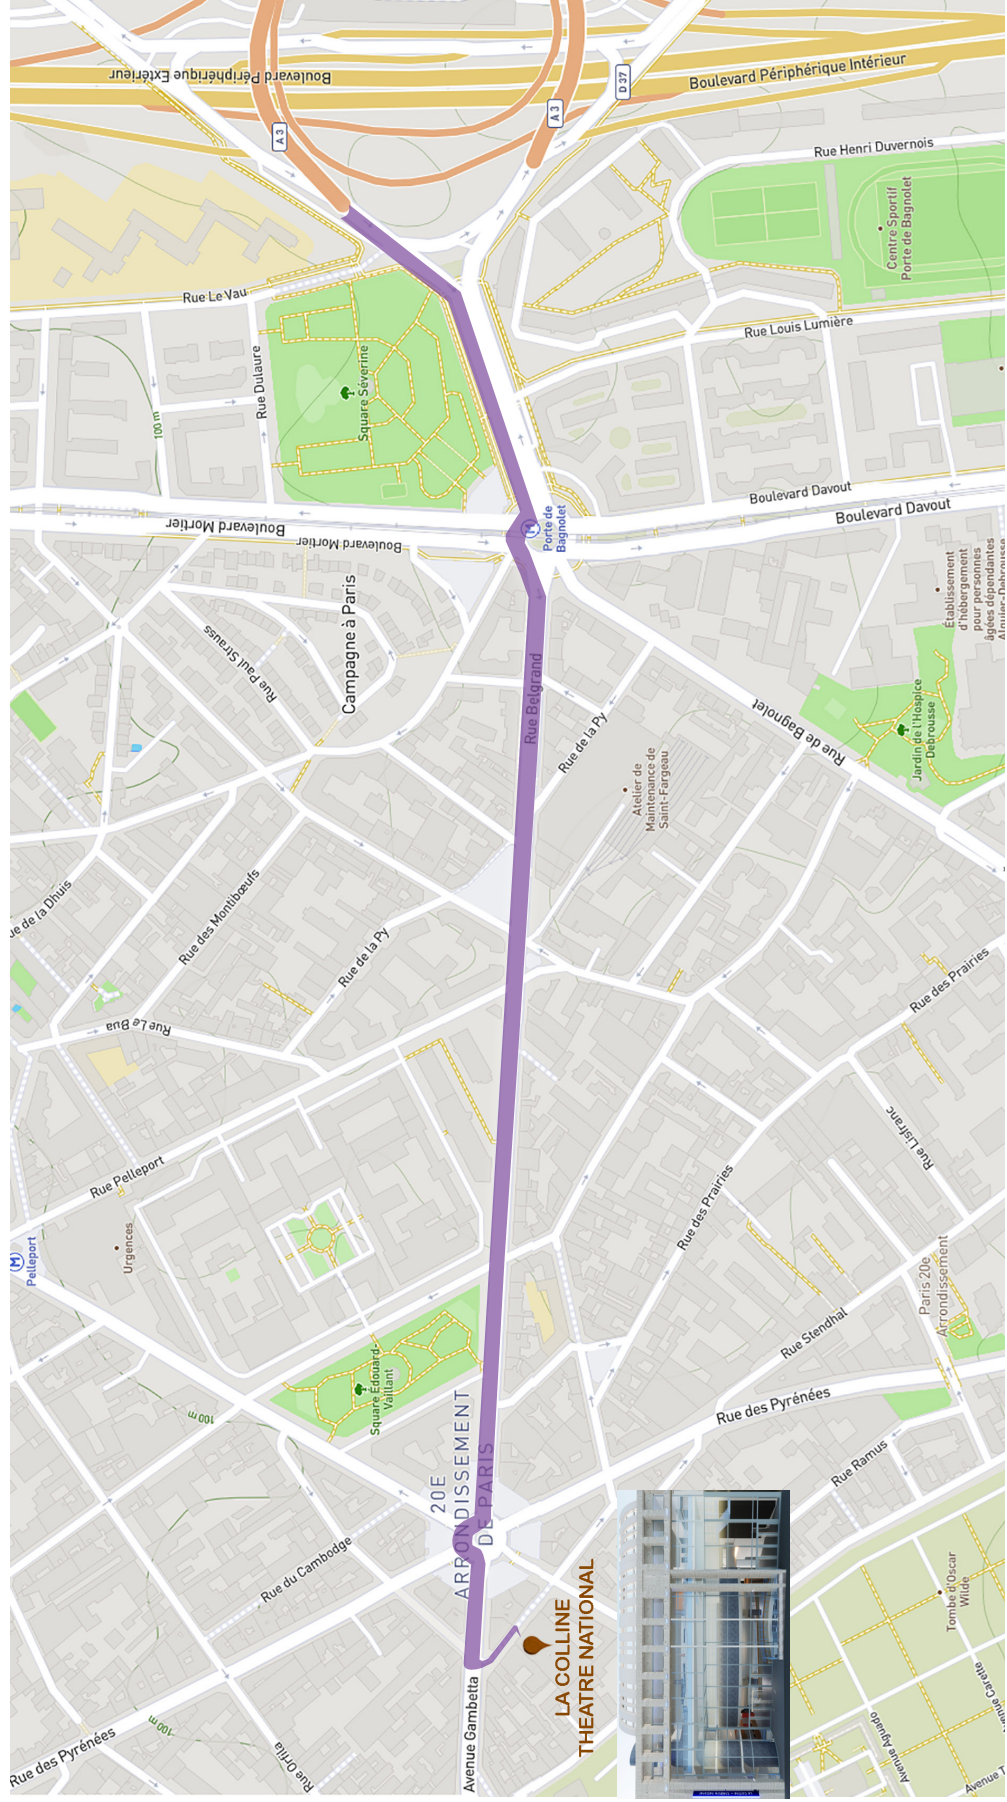 Boulevard Périphérique Extérieur
Boulevard Périphérique Intérieur
A3
A3
D37
Rue Henri Duvernois
Centre Sportif
Porte de Bagnolet
Rue Le Vau
Rue Louis Lumière
Rue Dulaure
Square Séverine
100 m
Boulevard Mortier
Boulevard Mortier
Boulevard Davout
Boulevard Davout
M
Porte de
Bagnolet
Établissement
d'hébergement
pour personnes
âgées dépendantes
Alquier-Debrousse
Campagne à Paris
Rue Paul Strauss
Rue Belgrand
Rue de la Py
Rue de Bagnolet
Jardin de l'Hospice
Debrousse
Atelier de
Maintenance de
Saint-Fargeau
ue de la Dhuis
Rue des Montibœufs
Rue de la Py
Rue des Prairies
Rue Le Bua
Rue Pelleport
Rue Lisfranc
Rue des Prairies
Urgences
M
Pelleport
Paris 20e
Arrondissement
Rue Stendhal
Square Édouard-
Vaillant
100 m
Rue des Pyrénées
20E
ARRONDISSEMENT
DE PARIS
Rue Ramus
Rue du Cambodge
Tombe d'Oscar
Wilde
LA COLLINE
THEATRE NATIONAL
Avenue Gambetta
Rue des Pyrénées
100 m
Rue Orfila
Avenue Aguado
venue Carette
Avenue T